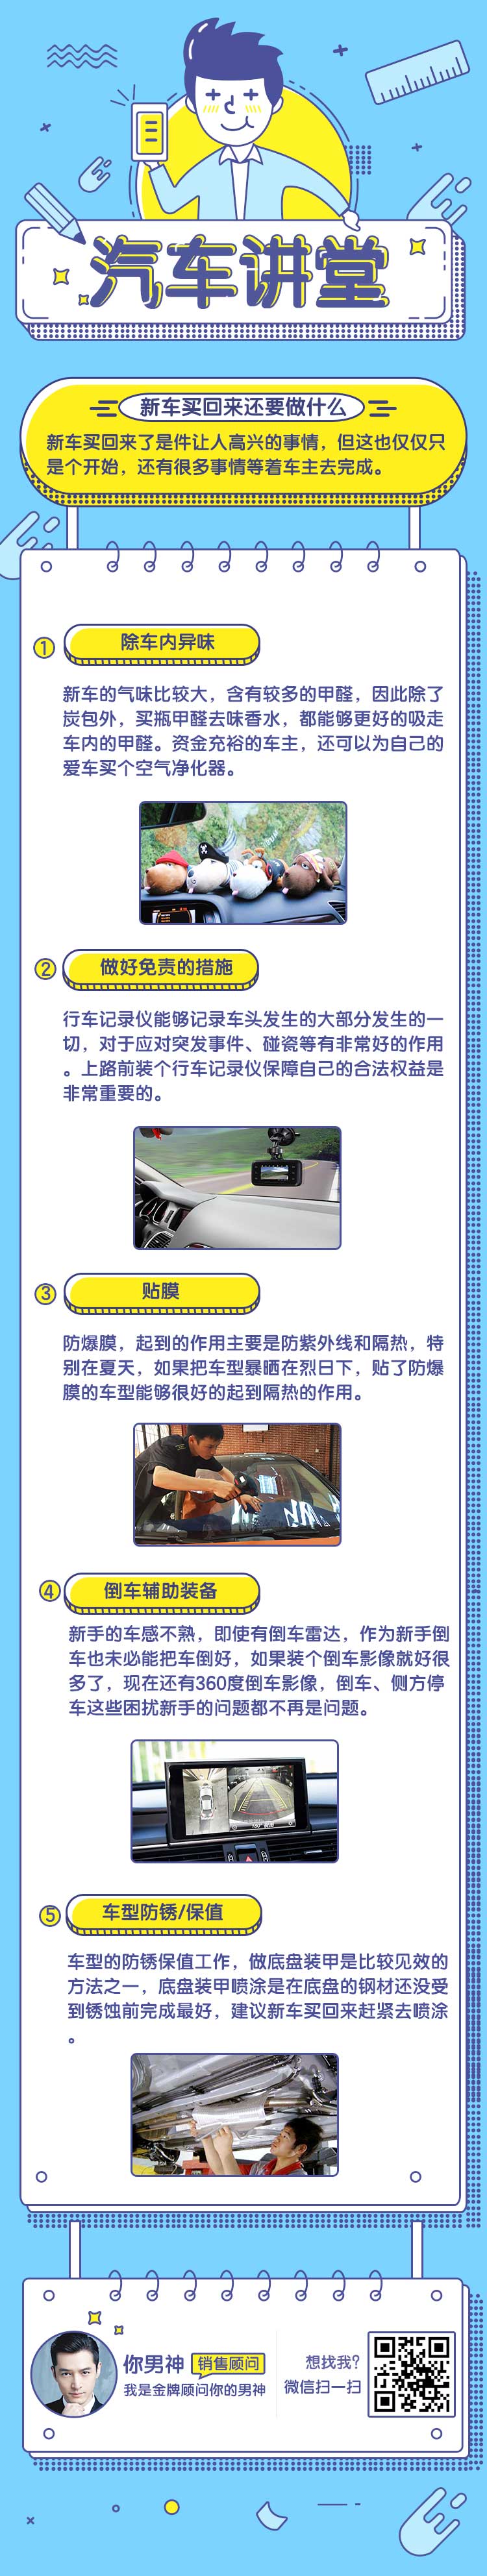 汽车讲堂
新车买回来还要做什么
新车买回来了是件让人高兴的事情，但这也仅仅只
是个开始，还有很多事情等着车主去完成。
1
除车内异味
新车的气味比较大，含有较多的甲醛，因此除了
炭包外，买瓶甲醛去味香水，都能够更好的吸走
车内的甲醛。资金充裕的车主，还可以为自己的
爱车买个空气净化器。
2
做好免责的措施
行车记录仪能够记录车头发生的大部分发生的一
切，对于应对突发事件、碰瓷等有非常好的作用
。上路前装个行车记录仪保障自己的合法权益是
非常重要的。
3
贴膜
防爆膜，起到的作用主要是防紫外线和隔热，特
别在夏天，如果把车型暴晒在烈日下，贴了防爆
膜的车型能够很好的起到隔热的作用。
4
倒车辅助装备
新手的车感不熟，即使有倒车雷达，作为新手倒
车也未必能把车倒好，如果装个倒车影像就好很
多了，现在还有360度倒车影像，倒车、侧方停
车这些困扰新手的问题都不再是问题。
5
车型防锈/保值
车型的防锈保值工作，做底盘装甲是比较见效的
方法之一，底盘装甲喷涂是在底盘的钢材还没受
到锈蚀前完成最好，建议新车买回来赶紧去喷涂
。
你男神 销售顾问
我是金牌顾问你的男神
想找我？
微信扫一扫